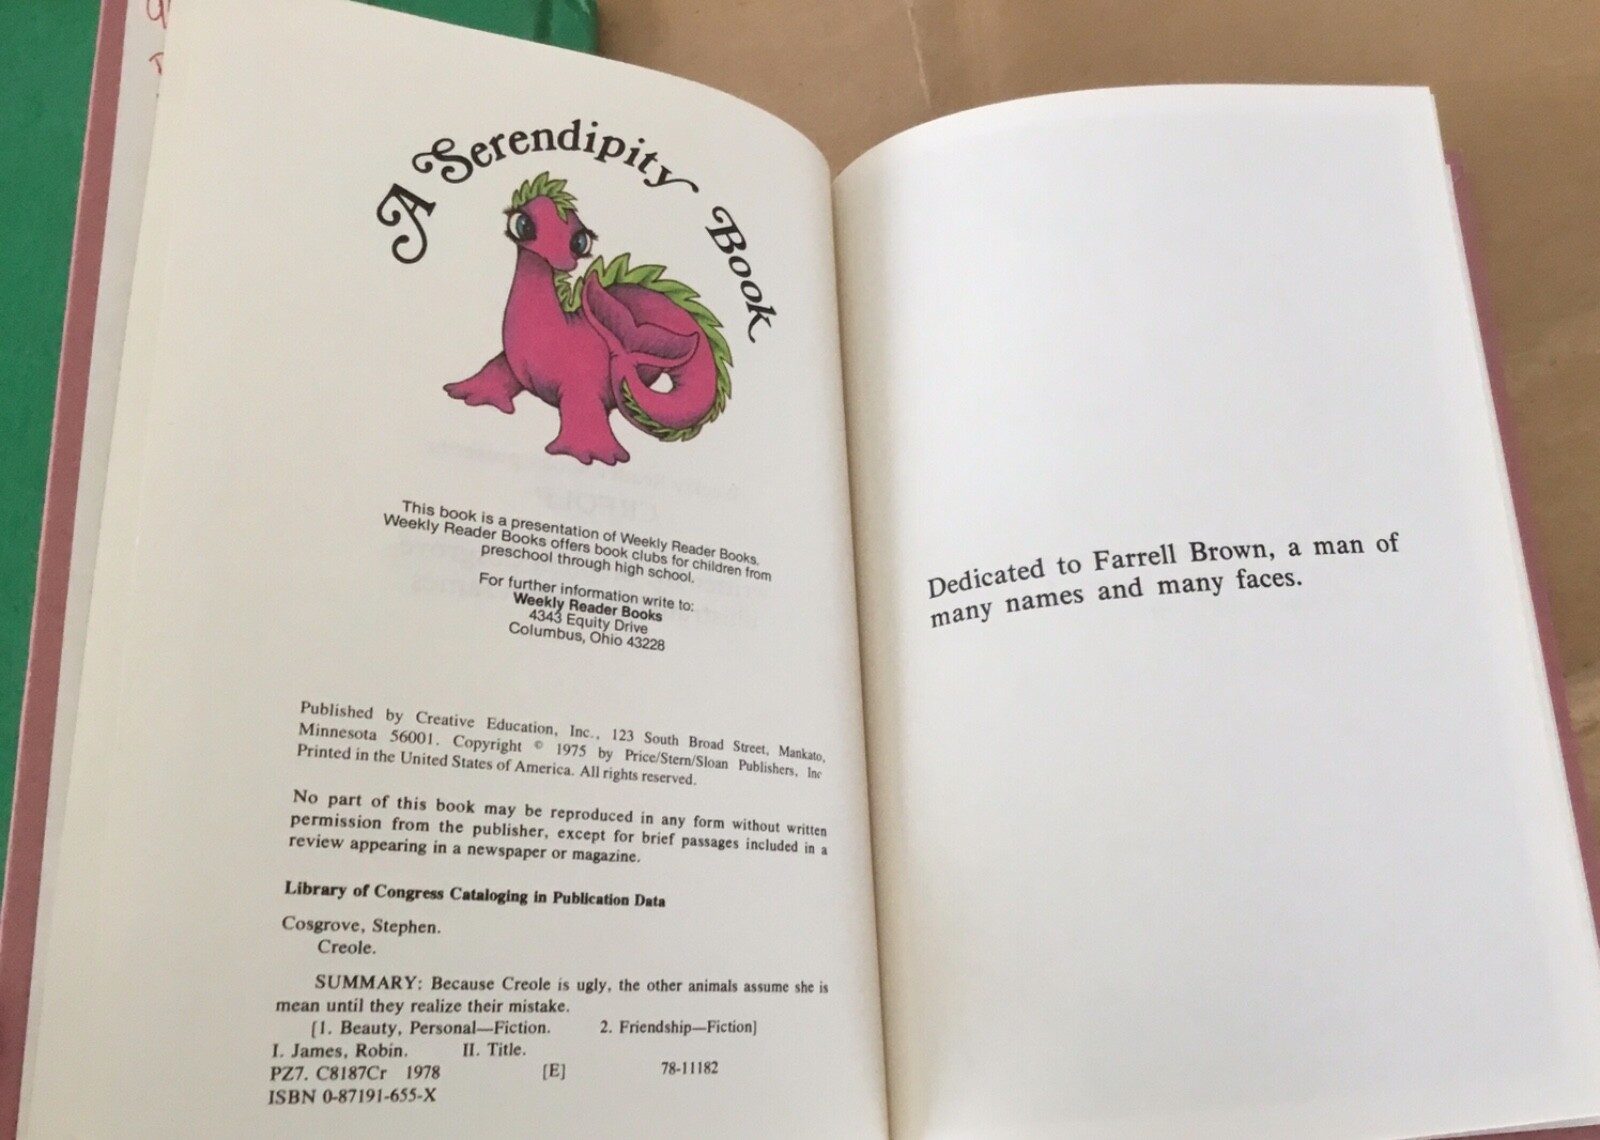 A Serendipity Book
This book is a presentation of Weekly Reader Books.
Weekly Reader Books offers book clubs for children from
preschool through high school.
For further information write to:
Weekly Reader Books
4343 Equity Drive
Columbus, Ohio 43228
Published by Creative Education, Inc., 123 South Broad Street, Mankato,
Minnesota 56001. Copyright © 1975 by Price/Stern/Sloan Publishers, Inc
Printed in the United States of America. All rights reserved.
No part of this book may be reproduced in any form without written
permission from the publisher, except for brief passages included in a
review appearing in a newspaper or magazine.
Library of Congress Cataloging in Publication Data
Cosgrove, Stephen.
Creole.
SUMMARY: Because Creole is ugly, the other animals assume she is
mean until they realize their mistake.
[1. Beauty, Personal—Fiction. 2. Friendship—Fiction]
I. James, Robin. II. Title.
PZ7. C8187Cr 1978 [E] 78-11182
ISBN 0-87191-655-X
Dedicated to Farrell Brown, a man of
many names and many faces.